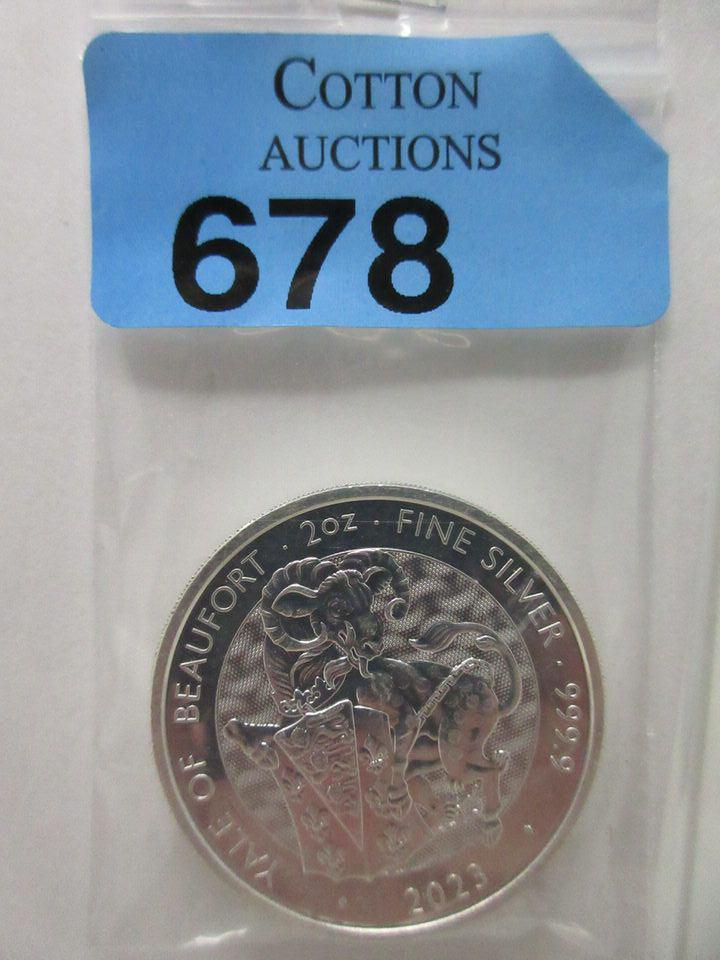 COTTON
AUCTIONS
678
YALE OF BEAUFORT · 2oz · FINE SILVER · 999.9
· 2023 ·